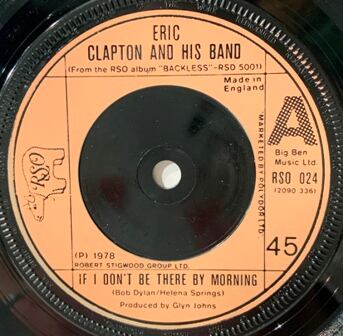 ERIC
CLAPTON AND HIS BAND
(From the RSO album "BACKLESS"-RSD 5001)
Made in
England
A
MARKETED BY POLYDOR LTD.
Big Ben
Music Ltd.
RSO 024
(2090 336)
RSO
(P) 1978
ROBERT STIGWOOD GROUP LTD.
45
IF I DON'T BE THERE BY MORNING
(Bob Dylan/Helena Springs)
Produced by Glyn Johns